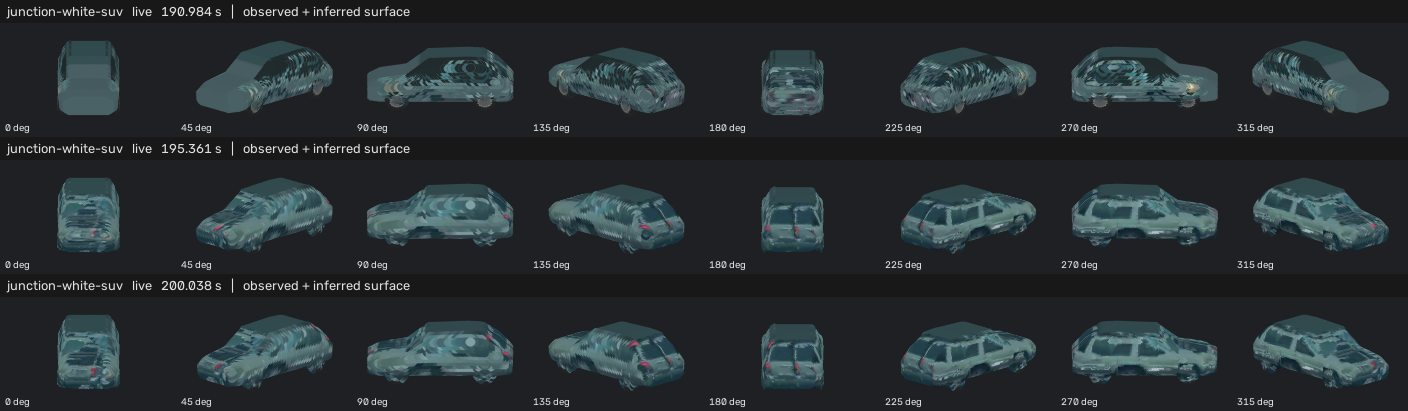 junction-white-suv live 190.984 s | observed + inferred surface
0 deg 45 deg 90 deg 135 deg 180 deg 225 deg 270 deg 315 deg
junction-white-suv live 195.361 s | observed + inferred surface
0 deg 45 deg 90 deg 135 deg 180 deg 225 deg 270 deg 315 deg
junction-white-suv live 200.038 s | observed + inferred surface
0 deg 45 deg 90 deg 135 deg 180 deg 225 deg 270 deg 315 deg